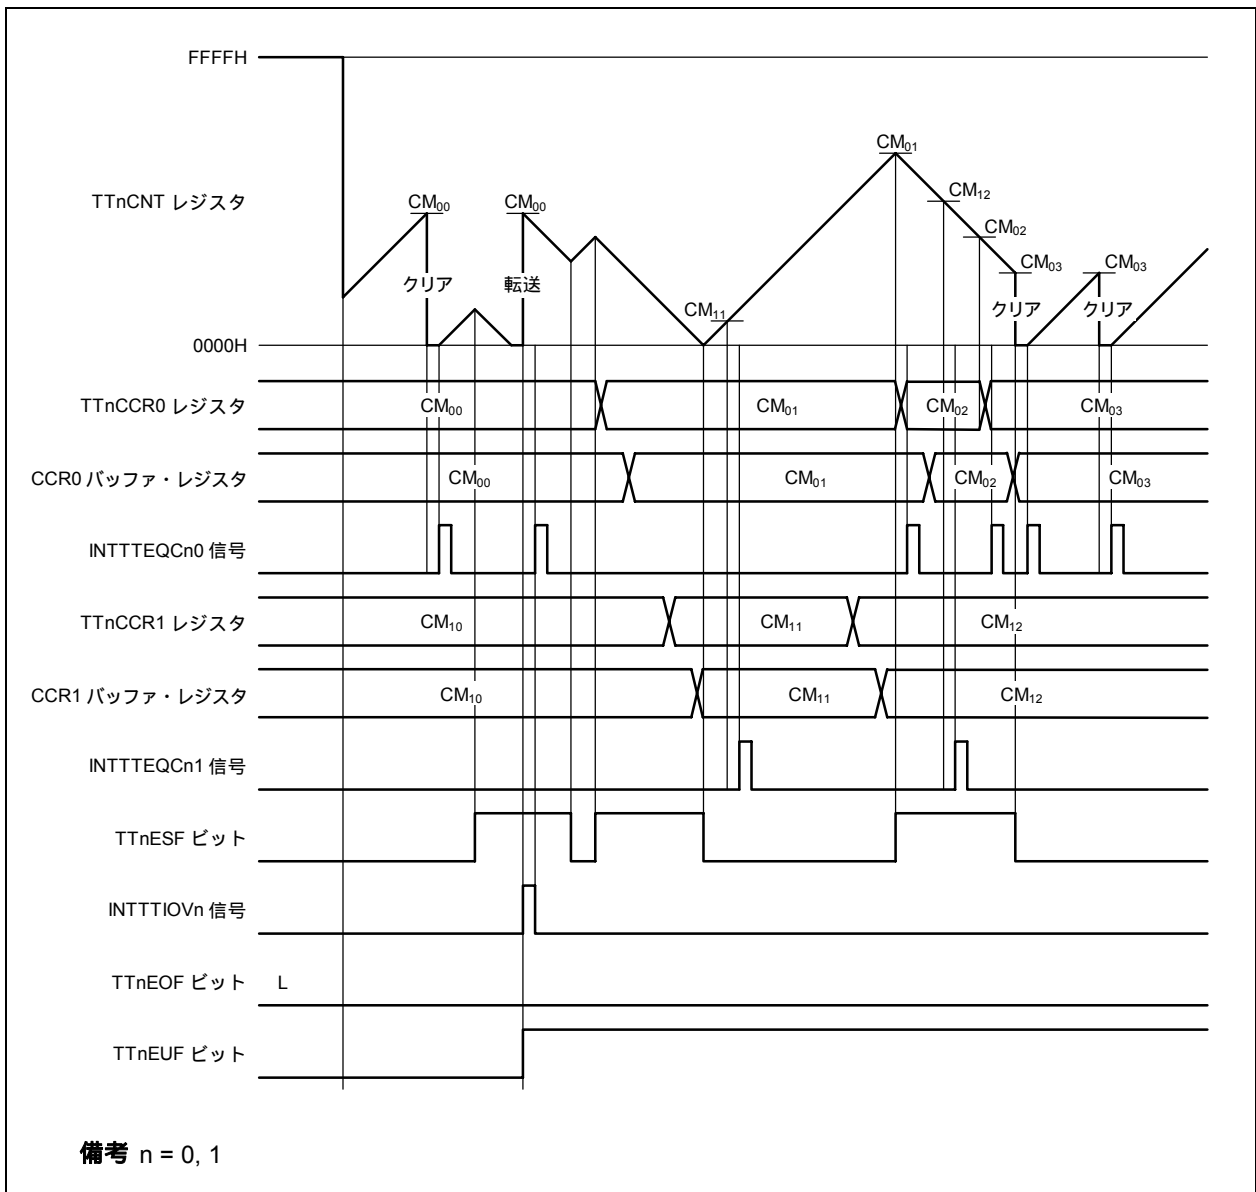 FFFFH
CM₀₁
TTnCNT レジスタ
CM₀₀
CM₀₀
CM₁₂
CM₀₂
CM₀₃
CM₀₃
クリア
転送
クリア
クリア
CM₁₁
0000H
TTnCCR0 レジスタ
CM₀₀
CM₀₁
CM₀₂
CM₀₃
CCR0 バッファ・レジスタ
CM₀₀
CM₀₁
CM₀₂
CM₀₃
INTTTEQCn0 信号
TTnCCR1 レジスタ
CM₁₀
CM₁₁
CM₁₂
CCR1 バッファ・レジスタ
CM₁₀
CM₁₁
CM₁₂
INTTTEQCn1 信号
TTnESF ビット
INTTTIOVn 信号
TTnEOF ビット L
TTnEUF ビット
備考 n = 0, 1